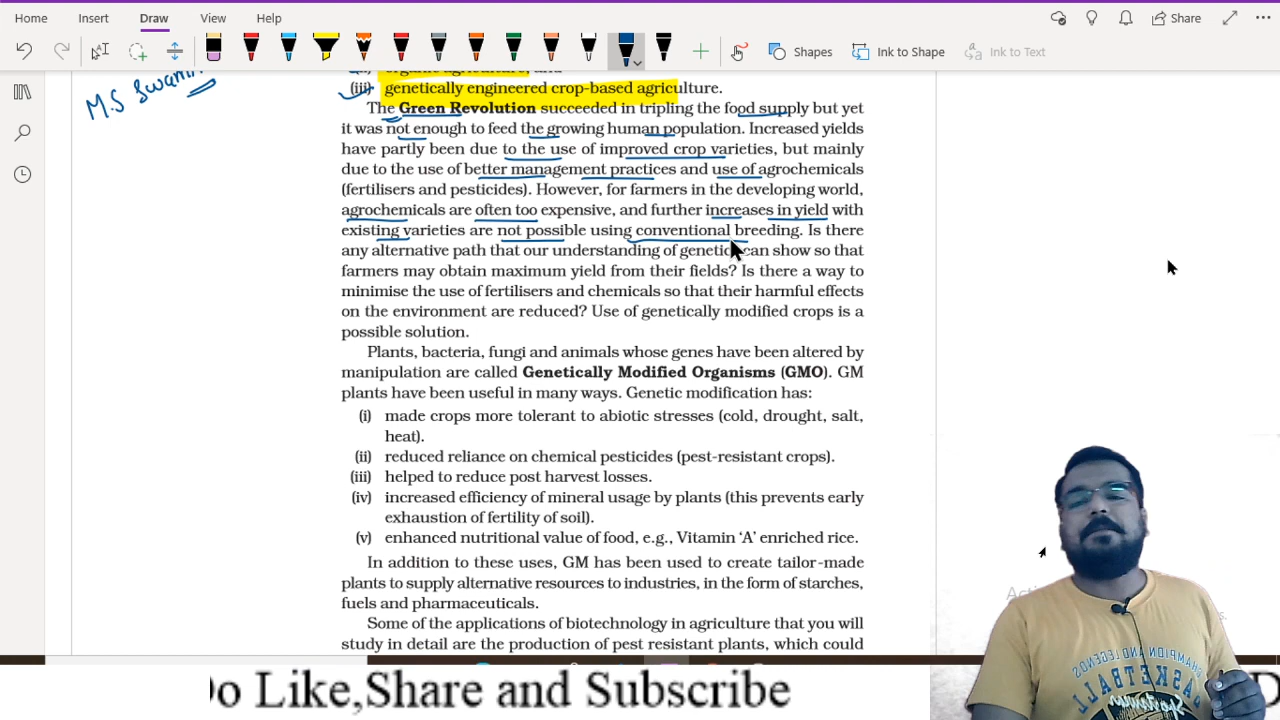 Home Insert Draw View Help
Share
Shapes Ink to Shape Ink to Text
organic agriculture, and
(iii) genetically engineered crop-based agriculture.
M.S
The Green Revolution succeeded in tripling the food supply but yet
it was not enough to feed the growing human population. Increased yields
have partly been due to the use of improved crop varieties, but mainly
due to the use of better management practices and use of agrochemicals
(fertilisers and pesticides). However, for farmers in the developing world,
agrochemicals are often too expensive, and further increases in yield with
existing varieties are not possible using conventional breeding. Is there
any alternative path that our understanding of genetics can show so that
farmers may obtain maximum yield from their fields? Is there a way to
minimise the use of fertilisers and chemicals so that their harmful effects
on the environment are reduced? Use of genetically modified crops is a
possible solution.
Plants, bacteria, fungi and animals whose genes have been altered by
manipulation are called Genetically Modified Organisms (GMO). GM
plants have been useful in many ways. Genetic modification has:
(i) made crops more tolerant to abiotic stresses (cold, drought, salt,
heat).
(ii) reduced reliance on chemical pesticides (pest-resistant crops).
(iii) helped to reduce post harvest losses.
(iv) increased efficiency of mineral usage by plants (this prevents early
exhaustion of fertility of soil).
(v) enhanced nutritional value of food, e.g., Vitamin ‘A’ enriched rice.
In addition to these uses, GM has been used to create tailor-made
plants to supply alternative resources to industries, in the form of starches,
fuels and pharmaceuticals.
Some of the applications of biotechnology in agriculture that you will
study in detail are the production of pest resistant plants, which could
CHAMPION AND LEGENDS
BASKETBALL
Do Like,Share and Subscribe